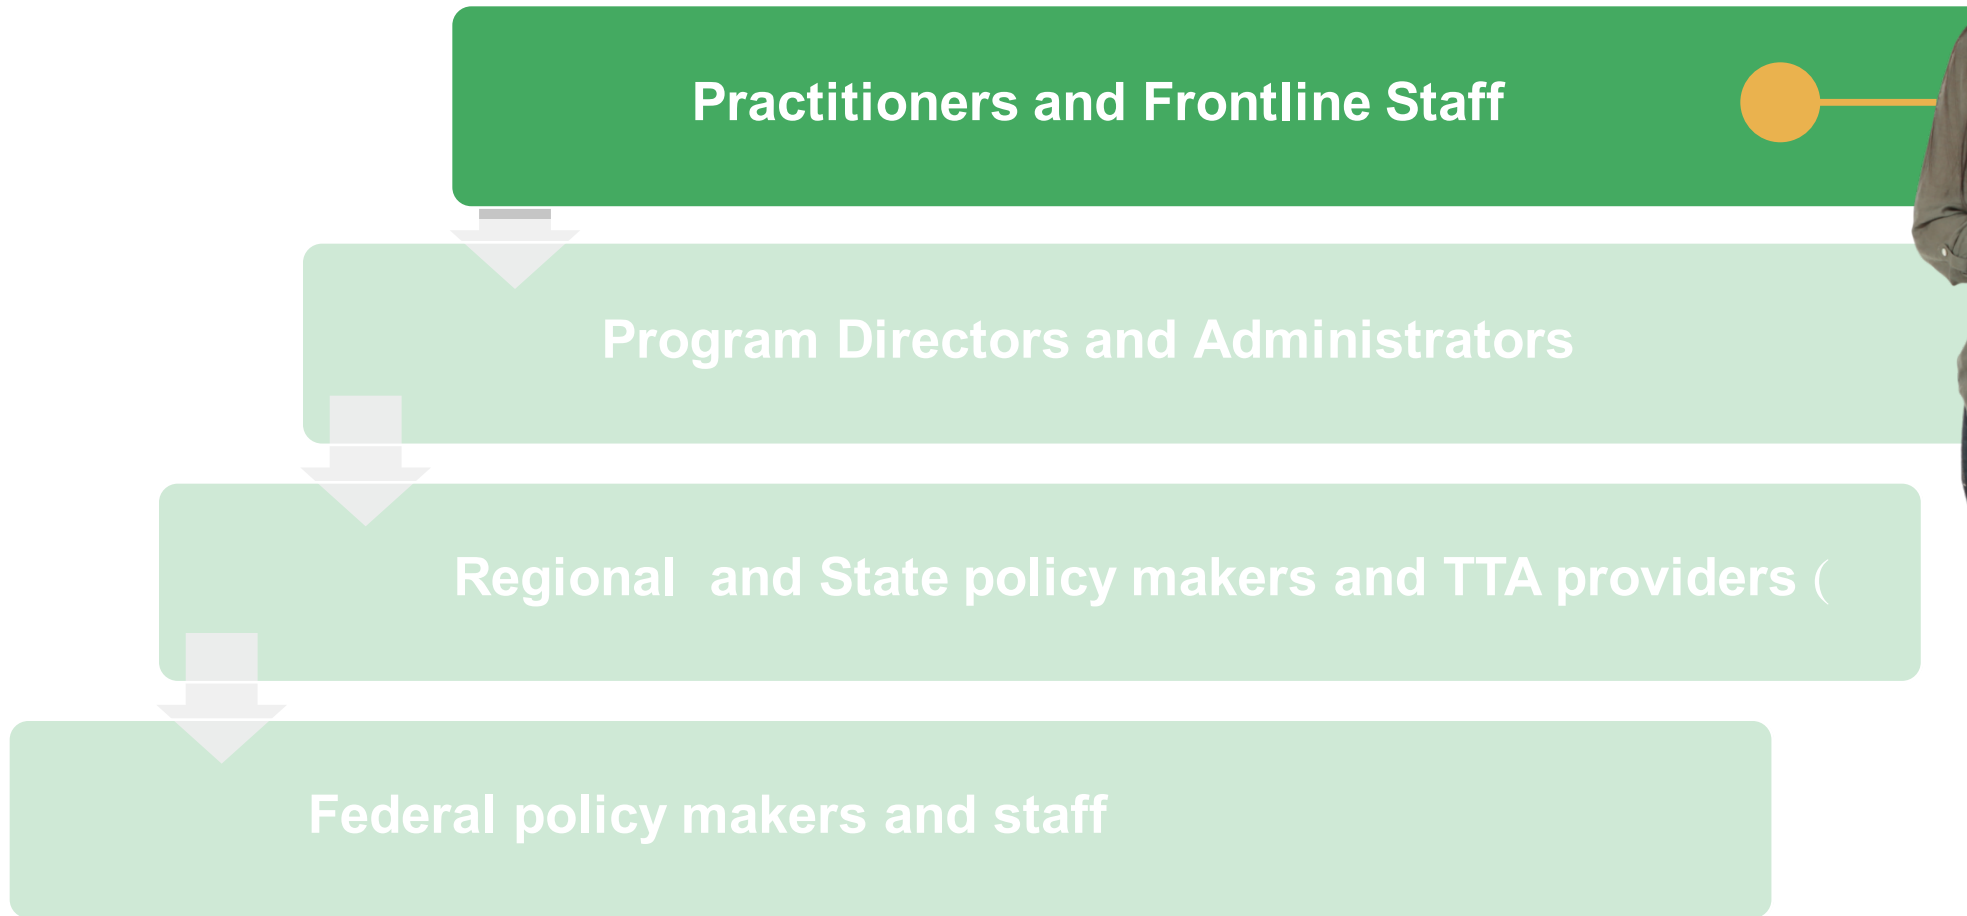 Practitioners and Frontline Staff
Program Directors and Administrators
Regional  and State policy makers and TTA providers (
Federal policy makers and staff